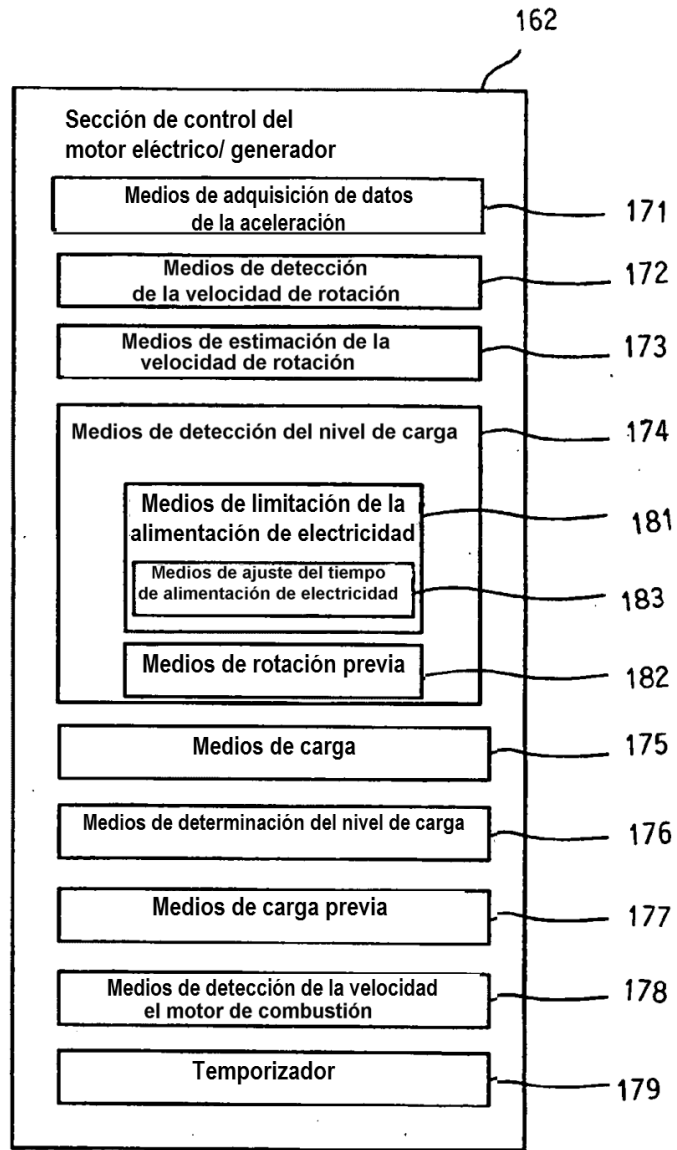 162
Sección de control del
motor eléctrico/ generador
Medios de adquisición de datos
de la aceleración
171
Medios de detección
de la velocidad de rotación
172
Medios de estimación de la
velocidad de rotación
173
Medios de detección del nivel de carga
174
Medios de limitación de la
alimentación de electricidad
181
Medios de ajuste del tiempo
de alimentación de electricidad
183
Medios de rotación previa
182
Medios de carga
175
Medios de determinación del nivel de carga
176
Medios de carga previa
177
Medios de detección de la velocidad
el motor de combustión
178
Temporizador
179